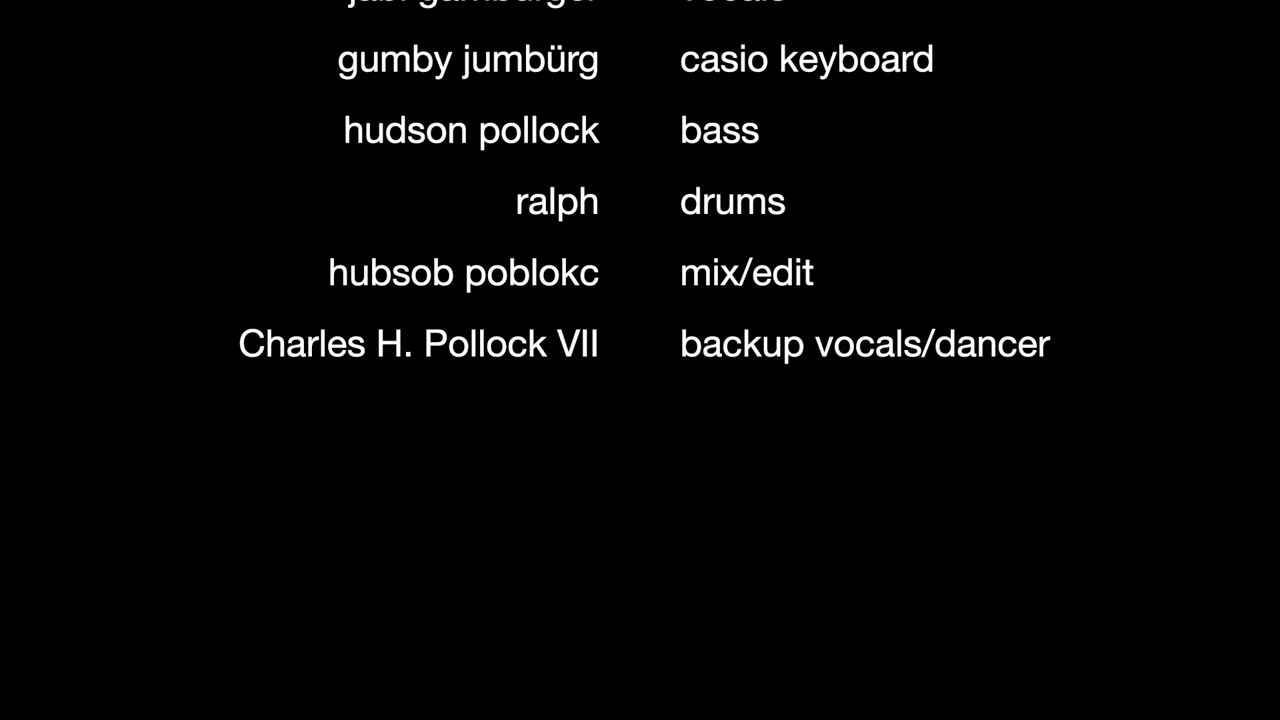 gumby jumbürg casio keyboard
hudson pollock bass
ralph drums
hubsob poblokc mix/edit
Charles H. Pollock VII backup vocals/dancer